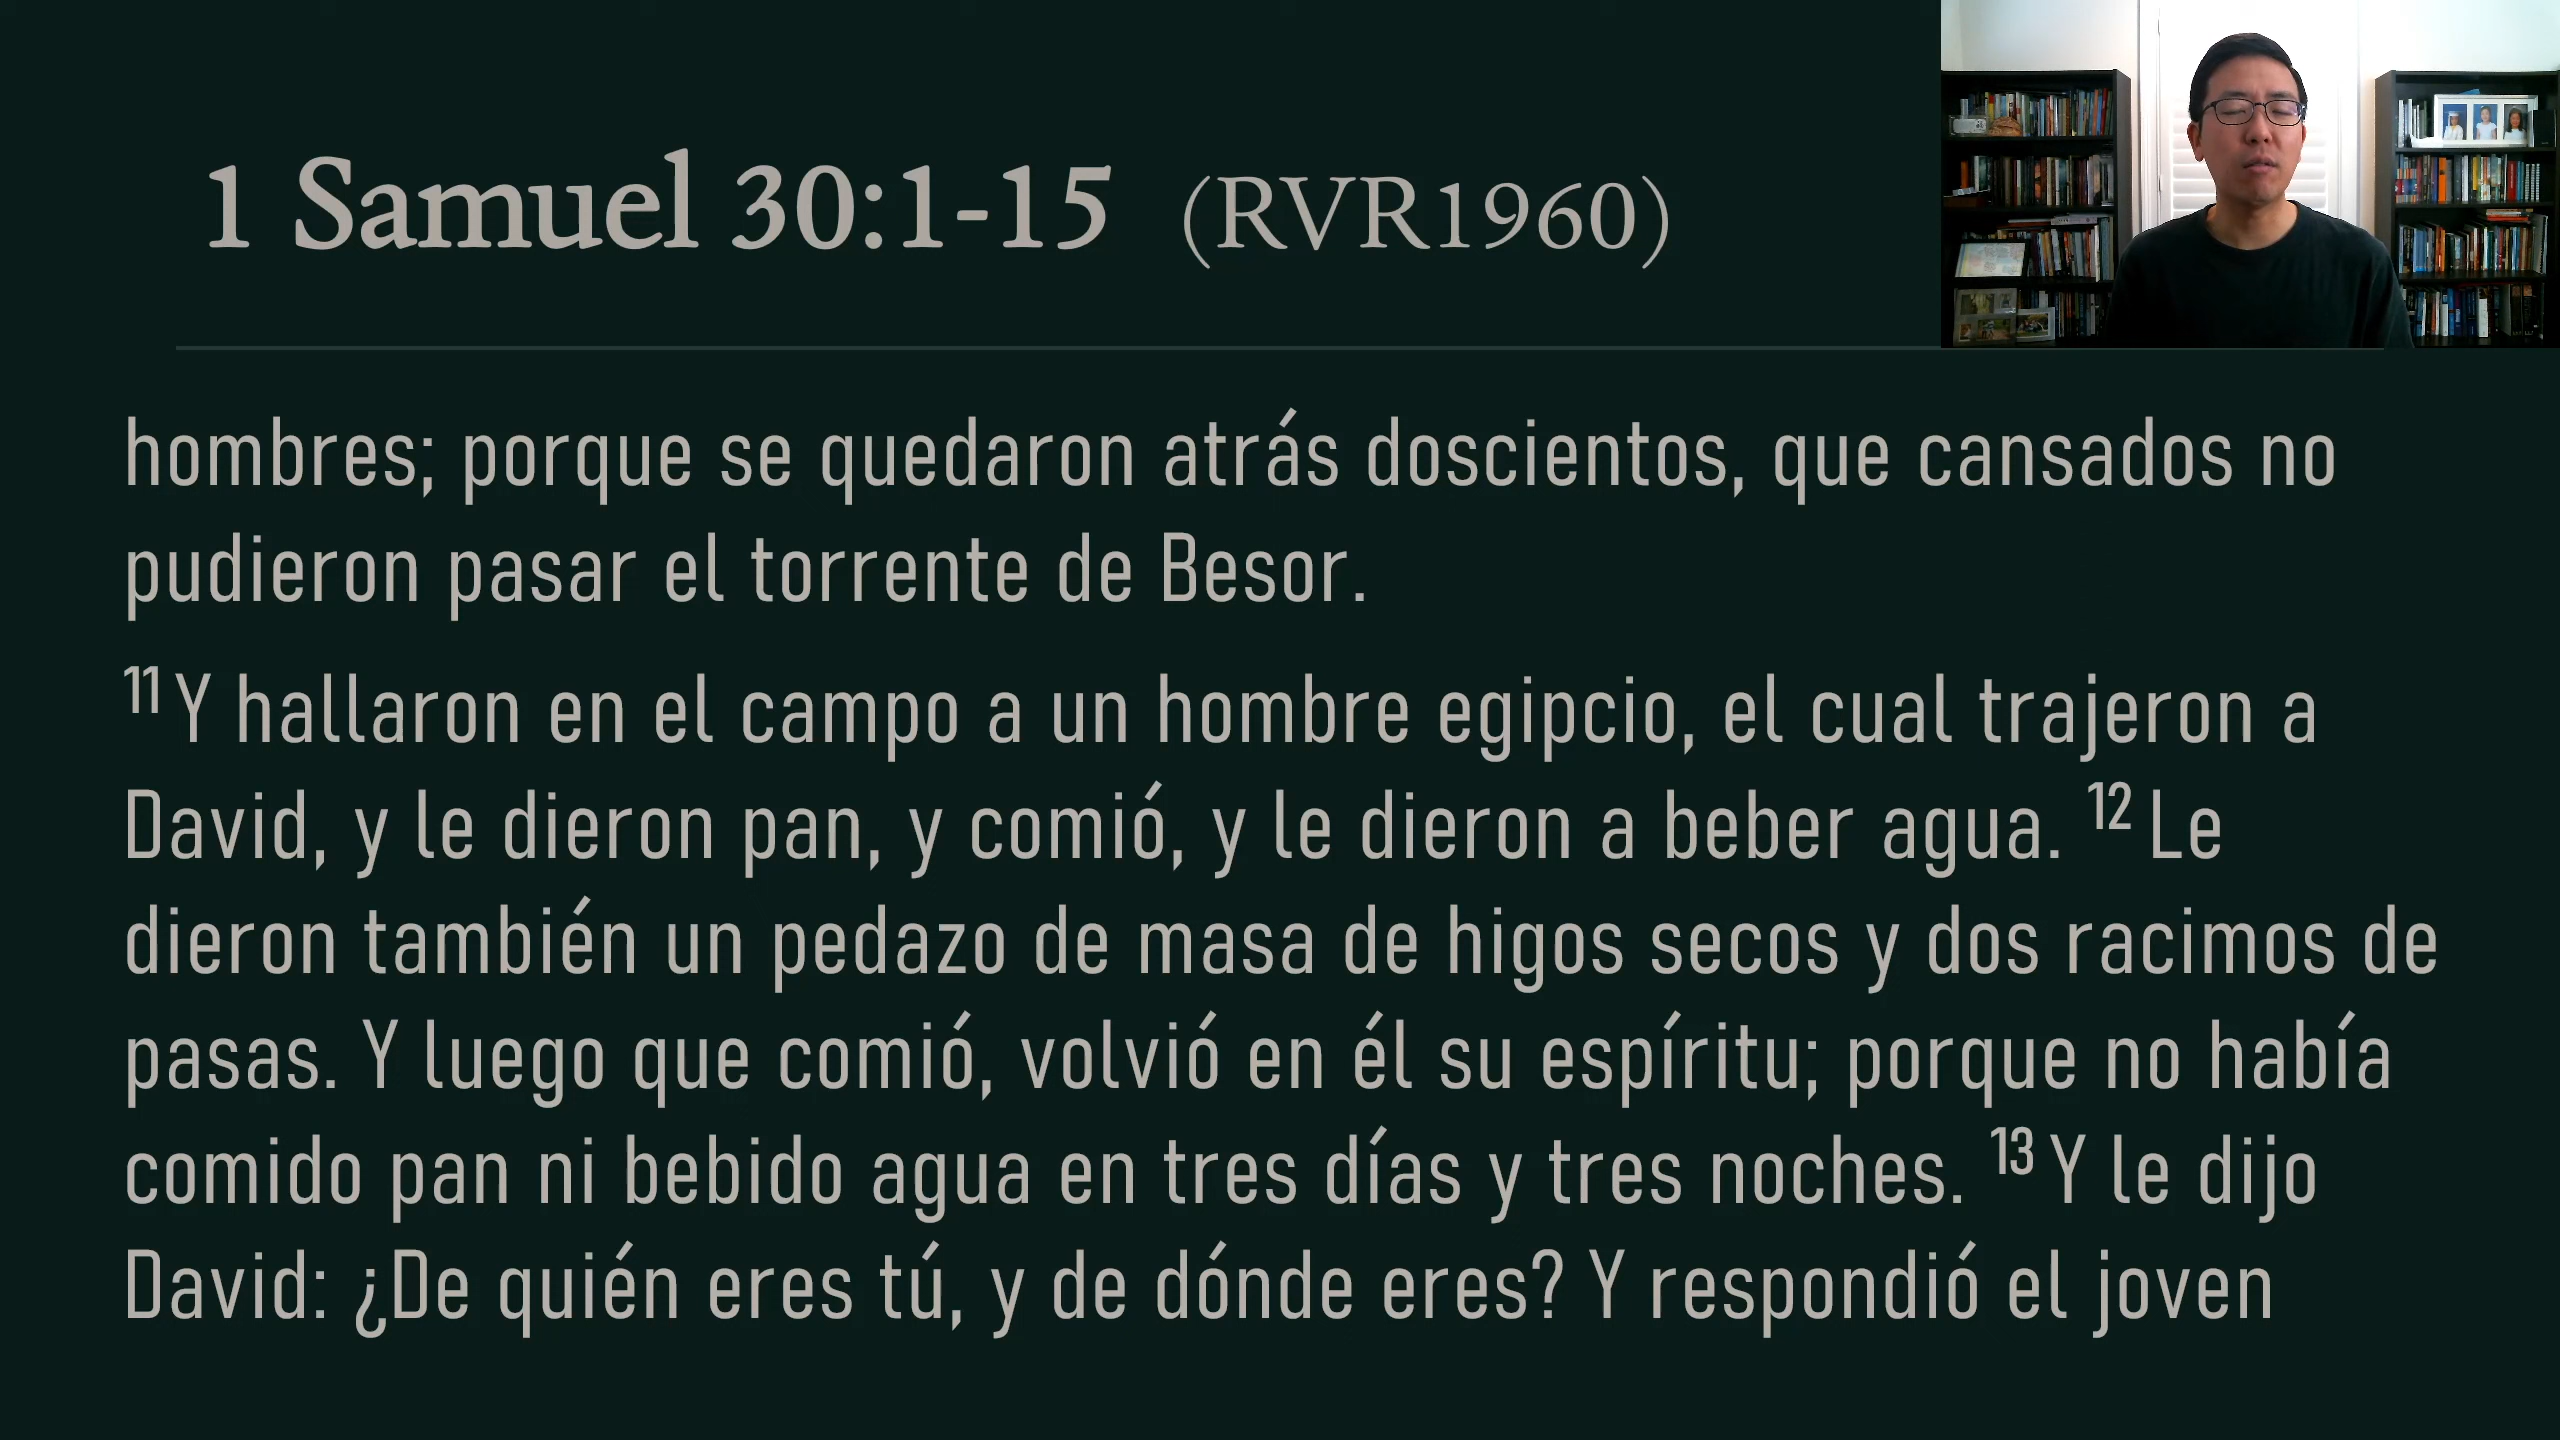 1 Samuel 30:1-15 (RVR1960)
hombres; porque se quedaron atrás doscientos, que cansados no
pudieron pasar el torrente de Besor.
11 Y hallaron en el campo a un hombre egipcio, el cual trajeron a
David, y le dieron pan, y comió, y le dieron a beber agua. 12 Le
dieron también un pedazo de masa de higos secos y dos racimos de
pasas. Y luego que comió, volvió en él su espíritu; porque no había
comido pan ni bebido agua en tres días y tres noches. 13 Y le dijo
David: ¿De quién eres tú, y de dónde eres? Y respondió el joven